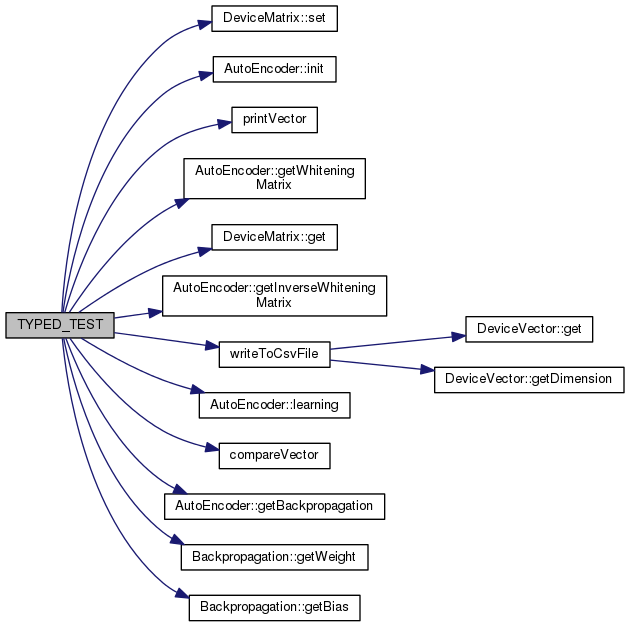 DeviceMatrix::set
AutoEncoder::init
printVector
AutoEncoder::getWhitening
Matrix
DeviceMatrix::get
AutoEncoder::getInverseWhitening
Matrix
TYPED_TEST
writeToCsvFile
DeviceVector::get
DeviceVector::getDimension
AutoEncoder::learning
compareVector
AutoEncoder::getBackpropagation
Backpropagation::getWeight
Backpropagation::getBias